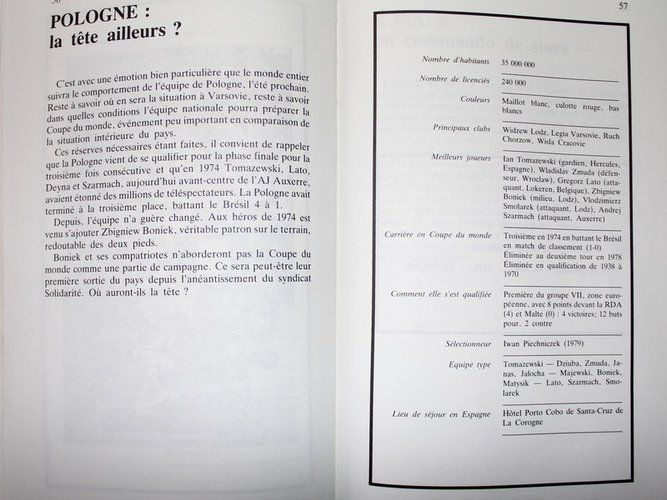 POLOGNE :
la tête ailleurs ?
C'est avec une émotion bien particulière que le monde entier
suivra le comportement de l'équipe de Pologne, l'été prochain.
Reste à savoir où en sera la situation à Varsovie, reste à savoir
dans quelles conditions l'équipe nationale pourra préparer la
Coupe du monde, événement peu important en comparaison de
la situation intérieure du pays.
Ces réserves nécessaires étant faites, il convient de rappeler
que la Pologne vient de se qualifier pour la phase finale pour la
troisième fois consécutive et qu'en 1974 Tomazewski, Lato,
Deyna et Szarmach, aujourd'hui avant-centre de l'AJ Auxerre,
avaient étonné des millions de téléspectateurs. La Pologne avait
terminé à la troisième place, battant le Brésil 4 à 1.
Depuis, l'équipe n'a guère changé. Aux héros de 1974 est
venu s'ajouter Zbigniew Boniek, véritable patron sur le terrain,
redoutable des deux pieds.
Boniek et ses compatriotes n'aborderont pas la Coupe du
monde comme une partie de campagne. Ce sera peut-être leur
première sortie du pays depuis l'anéantissement du syndicat
Solidarité. Où auront-ils la tête ?
57
Nombre d'habitants 35 000 000
Nombre de licenciés 240 000
Couleurs Maillot blanc, culotte rouge, bas
blancs
Principaux clubs Widzew Lodz, Legia Varsovie, Ruch
Chorzow, Wisla Cracovie
Meilleurs joueurs Ian Tomazewski (gardien, Hercules,
Espagne), Wladislav Zmuda (défen-
seur, Wroclaw), Gregorz Lato (atta-
quant, Lokeren, Belgique), Zbigniew
Boniek (milieu, Lodz), Vlodzimierz
Smolarek (attaquant, Lodz), Andrej
Szarmach (attaquant, Auxerre)
Carrière en Coupe du monde Troisième en 1974 en battant le Brésil
en match de classement (1-0)
Éliminée au deuxième tour en 1978
Éliminée en qualification de 1938 à
1970
Comment elle s'est qualifiée Première du groupe VII, zone euro-
péenne, avec 8 points devant la RDA
(4) et Malte (0) : 4 victoires; 12 buts
pour, 2 contre
Sélectionneur Iwan Piechniczek (1979)
Equipe type Tomazewski — Dziuba, Zmuda, Ja-
nas, Jalocha — Majewski, Boniek,
Matysik — Lato, Szarmach, Smo-
larek
Lieu de séjour en Espagne Hôtel Porto Cobo de Santa-Cruz de
La Corogne